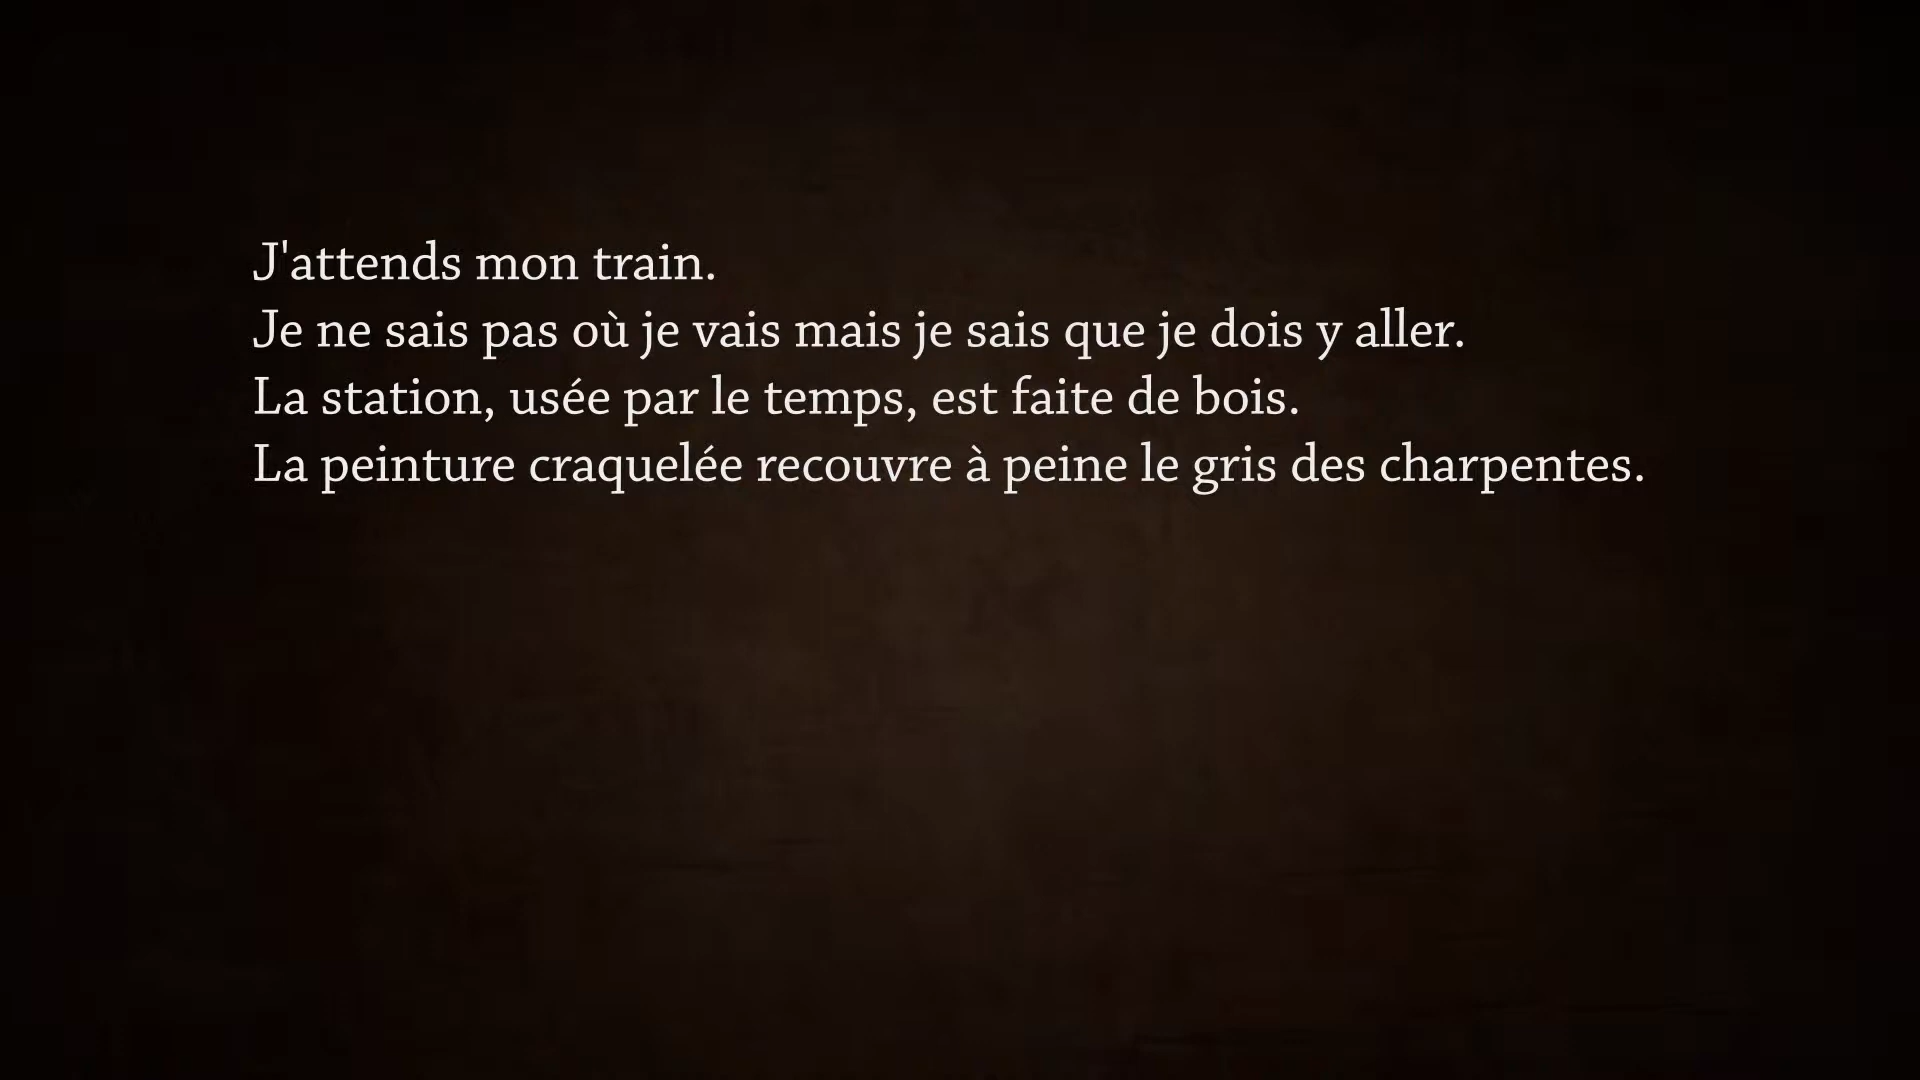 J'attends mon train.
Je ne sais pas où je vais mais je sais que je dois y aller.
La station, usée par le temps, est faite de bois.
La peinture craquelée recouvre à peine le gris des charpentes.